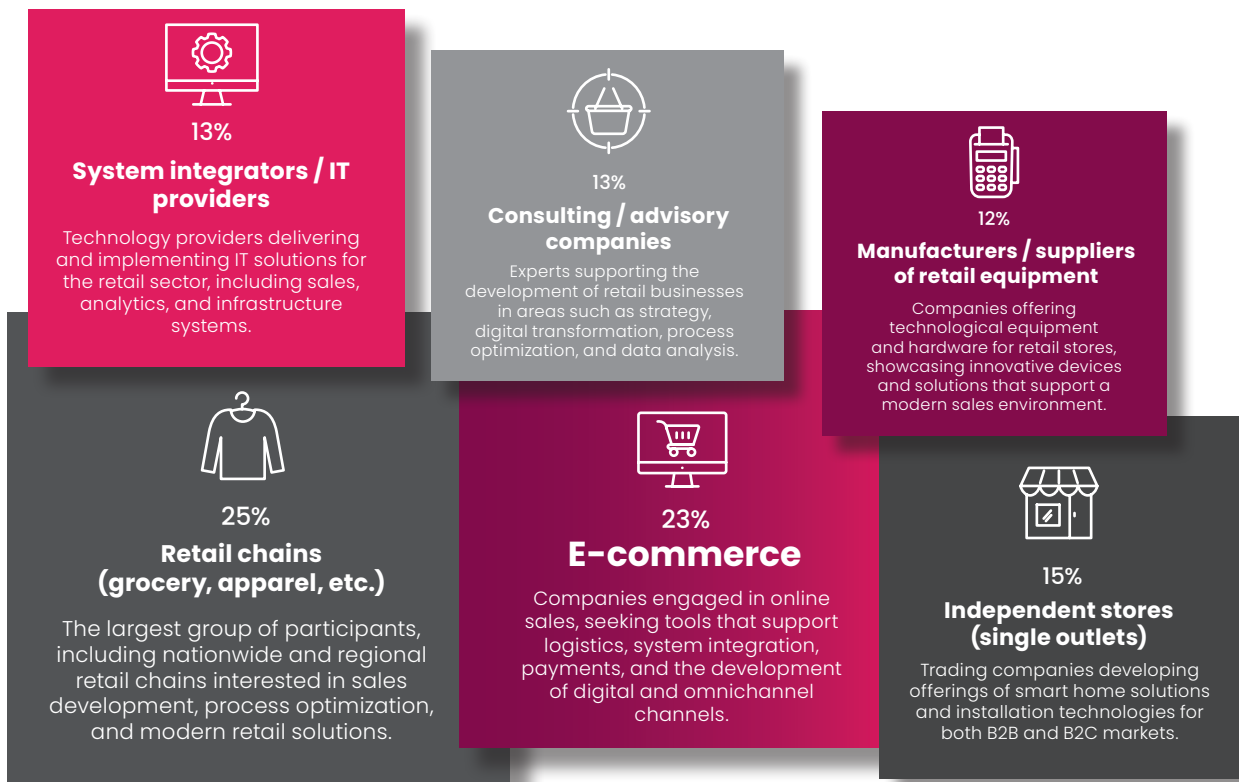 13%
System integrators / IT
providers
Technology providers delivering
and implementing IT solutions for
the retail sector, including sales,
analytics, and infrastructure
systems.
13%
Consulting / advisory
companies
Experts supporting the
development of retail businesses
in areas such as strategy,
digital transformation, process
optimization, and data analysis.
12%
Manufacturers / suppliers
of retail equipment
Companies offering
technological equipment
and hardware for retail stores,
showcasing innovative devices
and solutions that support a
modern sales environment.
25%
Retail chains
(grocery, apparel, etc.)
The largest group of participants,
including nationwide and regional
retail chains interested in sales
development, process optimization,
and modern retail solutions.
23%
E-commerce
Companies engaged in online
sales, seeking tools that support
logistics, system integration,
payments, and the development
of digital and omnichannel
channels.
15%
Independent stores
(single outlets)
Trading companies developing
offerings of smart home solutions
and installation technologies for
both B2B and B2C markets.